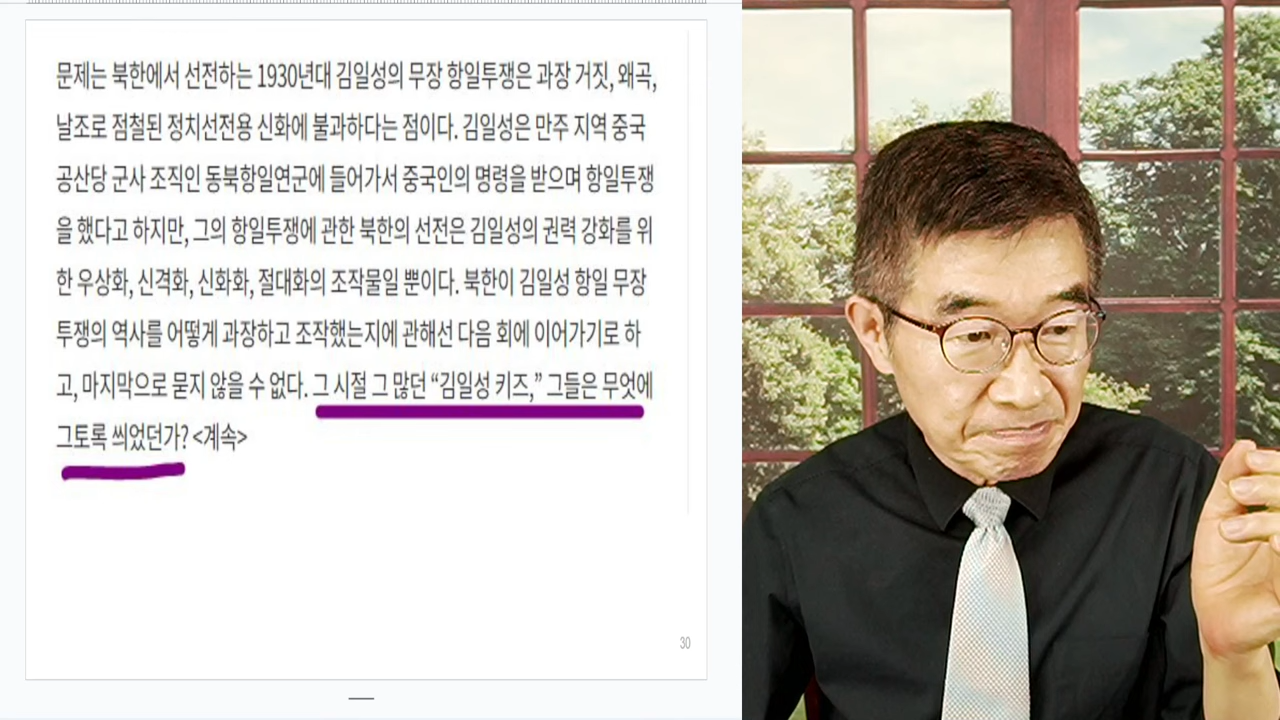 문제는 북한에서 선전하는 1930년대 김일성의 무장 항일투쟁은 과장 거짓, 왜곡,
날조로 점철된 정치선전용 신화에 불과하다는 점이다. 김일성은 만주 지역 중국
공산당 군사 조직인 동북항일연군에 들어가서 중국인의 명령을 받으며 항일투쟁
을 했다고 하지만, 그의 항일투쟁에 관한 북한의 선전은 김일성의 권력 강화를 위
한 우상화, 신격화, 신화화, 절대화의 조작물일 뿐이다. 북한이 김일성 항일 무장
투쟁의 역사를 어떻게 과장하고 조작했는지에 관해선 다음 회에 이어가기로 하
고, 마지막으로 묻지 않을 수 없다. 그 시절 그 많던 “김일성 키즈,” 그들은 무엇에
그토록 씌었던가? <계속>
30